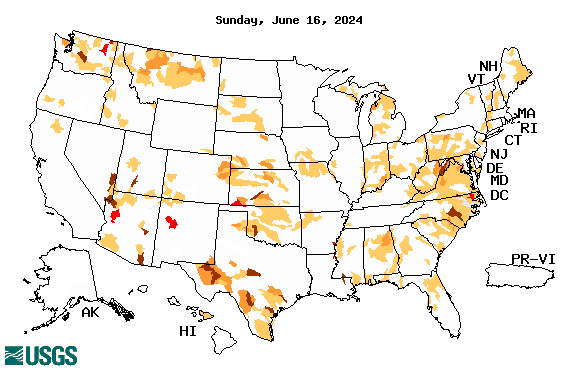 Sunday, June 16, 2024
NH
VT
MA
RI
CT
NJ
DE
MD
DC
PR-VI
AK
HI
USGS